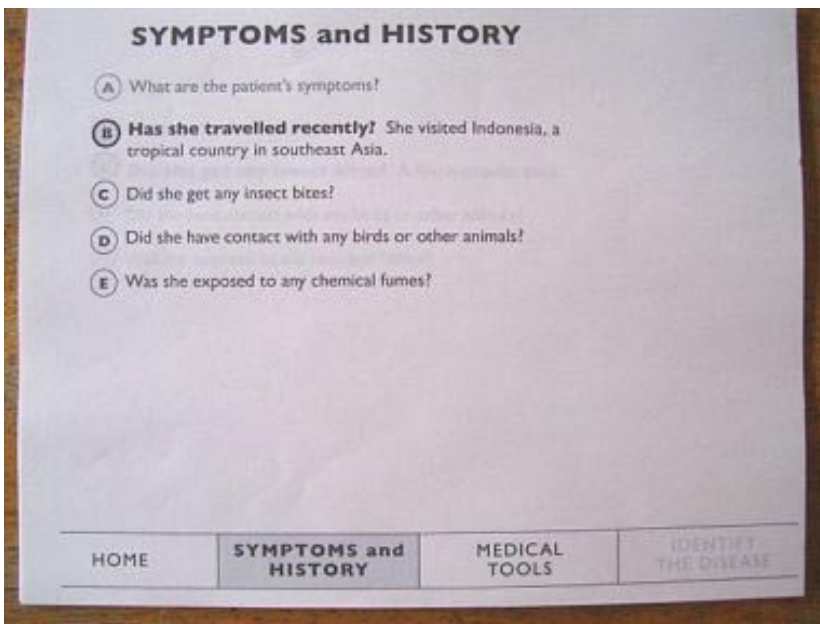 SYMPTOMS and HISTORY
A What are the patient's symptoms?
B Has she travelled recently? She visited Indonesia, a
tropical country in southeast Asia.
C Did she get any insect bites?
D Did she have contact with any birds or other animals?
E Was she exposed to any chemical fumes?
HOME
SYMPTOMS and
HISTORY
MEDICAL
TOOLS
IDENTIFY
THE DISEASE